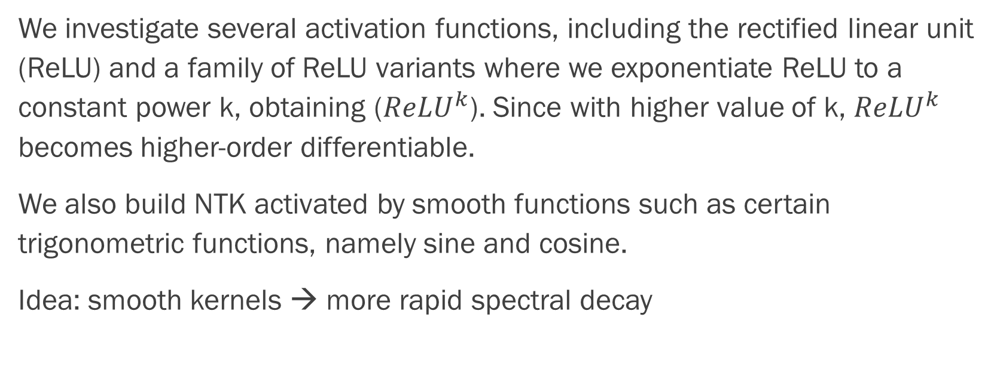 We investigate several activation functions, including the rectified linear unit
(ReLU) and a family of ReLU variants where we exponentiate ReLU to a
constant power k, obtaining (𝑅𝑒𝐿𝑈ᵏ). Since with higher value of k, 𝑅𝑒𝐿𝑈ᵏ
becomes higher-order differentiable.
We also build NTK activated by smooth functions such as certain
trigonometric functions, namely sine and cosine.
Idea: smooth kernels → more rapid spectral decay